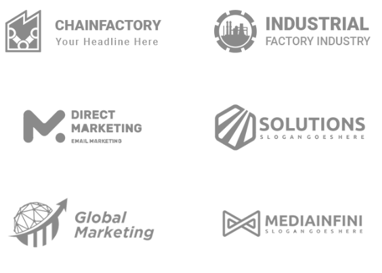 CHAINFACTORY
Your Headline Here
INDUSTRIAL
FACTORY INDUSTRY
DIRECT
MARKETING
EMAIL MARKETING
SOLUTIONS
SLOGAN GOES HERE
Global
Marketing
MEDIAINFINI
SLOGAN GOES HERE